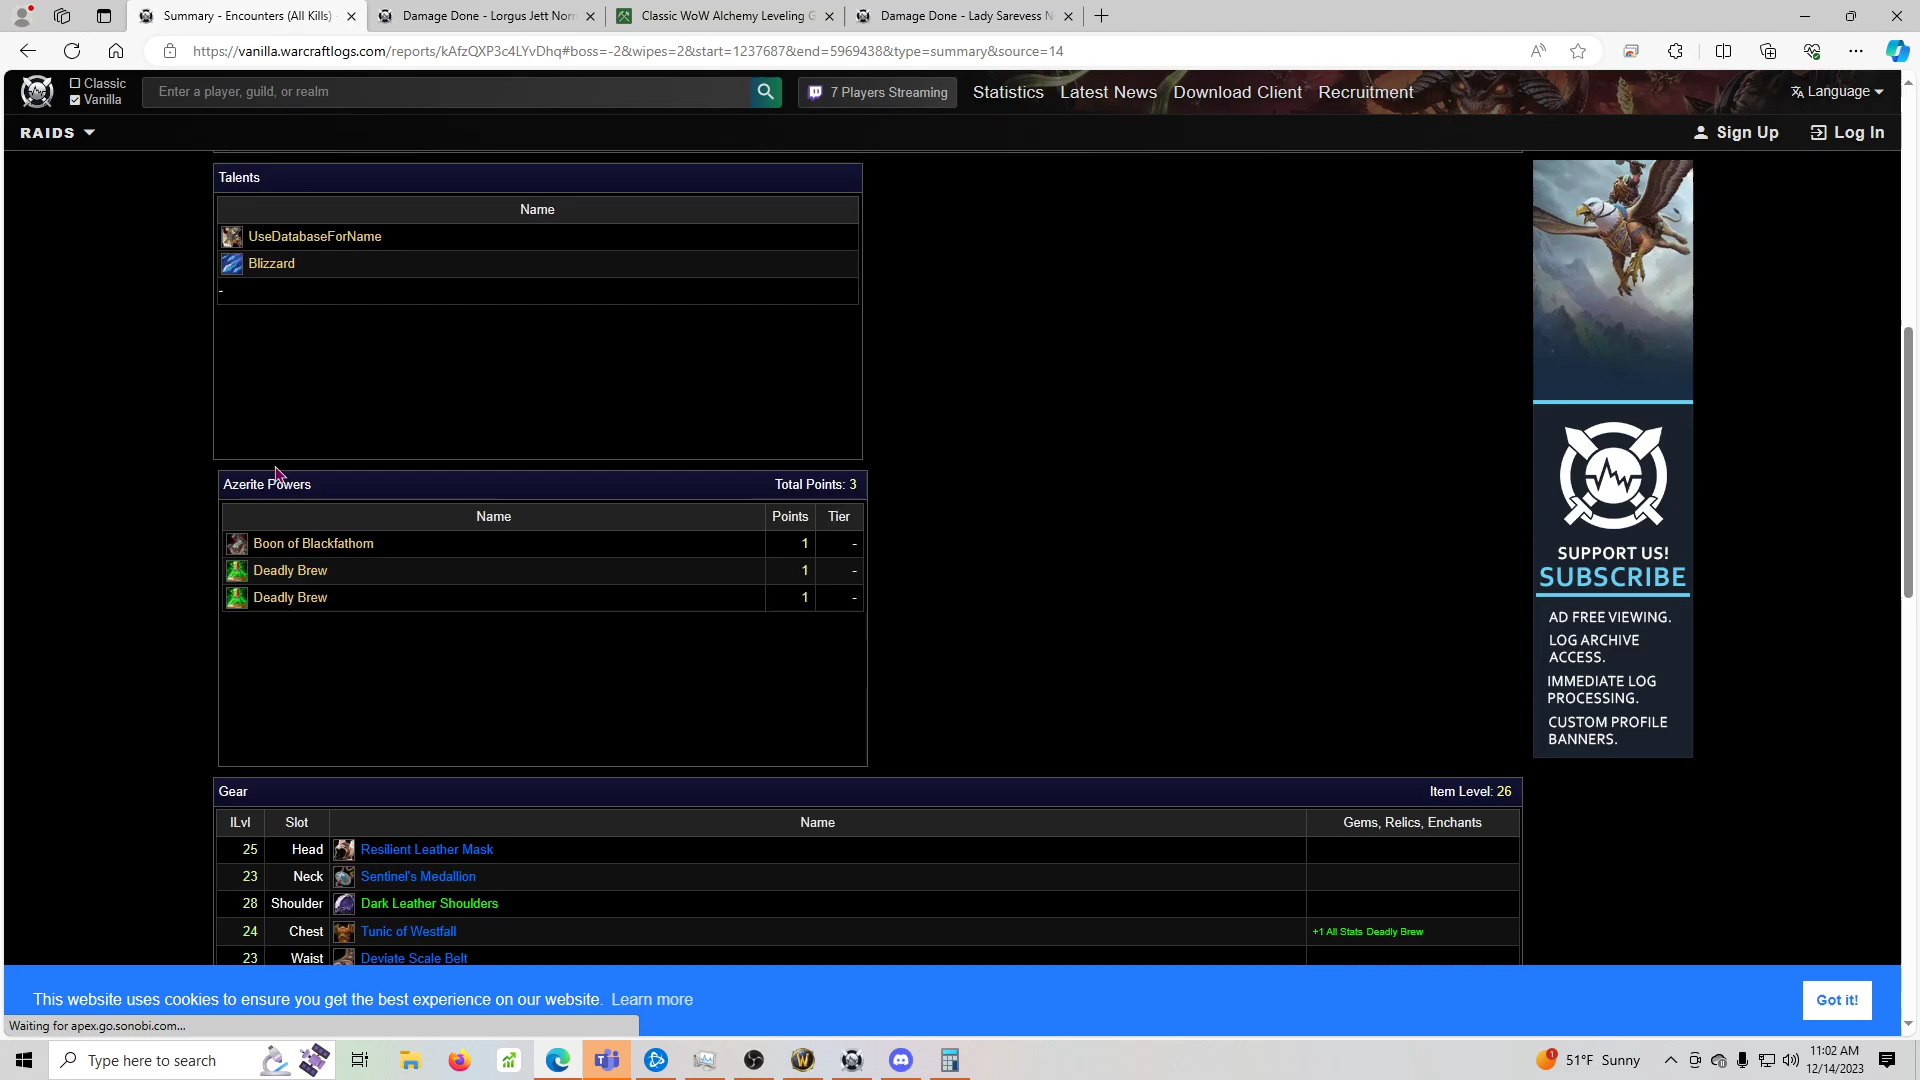 Summary - Encounters (All Kills)
Damage Done - Lorgus Jett Norm
Classic WoW Alchemy Leveling G
Damage Done - Lady Sarevess N
https://vanilla.warcraftlogs.com/reports/kAfzQXP3c4LYvDhq#boss=-2&wipes=2&start=1237687&end=5969438&type=summary&source=14
Classic
Vanilla
Enter a player, guild, or realm
7 Players Streaming
Statistics
Latest News
Download Client
Recruitment
Language
RAIDS
Sign Up
Log In
Talents
Name
UseDatabaseForName
Blizzard
-
Azerite Powers
Total Points: 3
Name Points Tier
Boon of Blackfathom 1 -
Deadly Brew 1 -
Deadly Brew 1 -
Gear
Item Level: 26
ILvl Slot Name Gems, Relics, Enchants
25 Head Resilient Leather Mask
23 Neck Sentinel's Medallion
28 Shoulder Dark Leather Shoulders
24 Chest Tunic of Westfall +1 All Stats Deadly Brew
23 Waist Deviate Scale Belt
SUPPORT US!
SUBSCRIBE
AD FREE VIEWING.
LOG ARCHIVE
ACCESS.
IMMEDIATE LOG
PROCESSING.
CUSTOM PROFILE
BANNERS.
This website uses cookies to ensure you get the best experience on our website. Learn more
Got it!
Waiting for apex.go.sonobi.com...
Type here to search
1
51°F Sunny
11:02 AM
12/14/2023